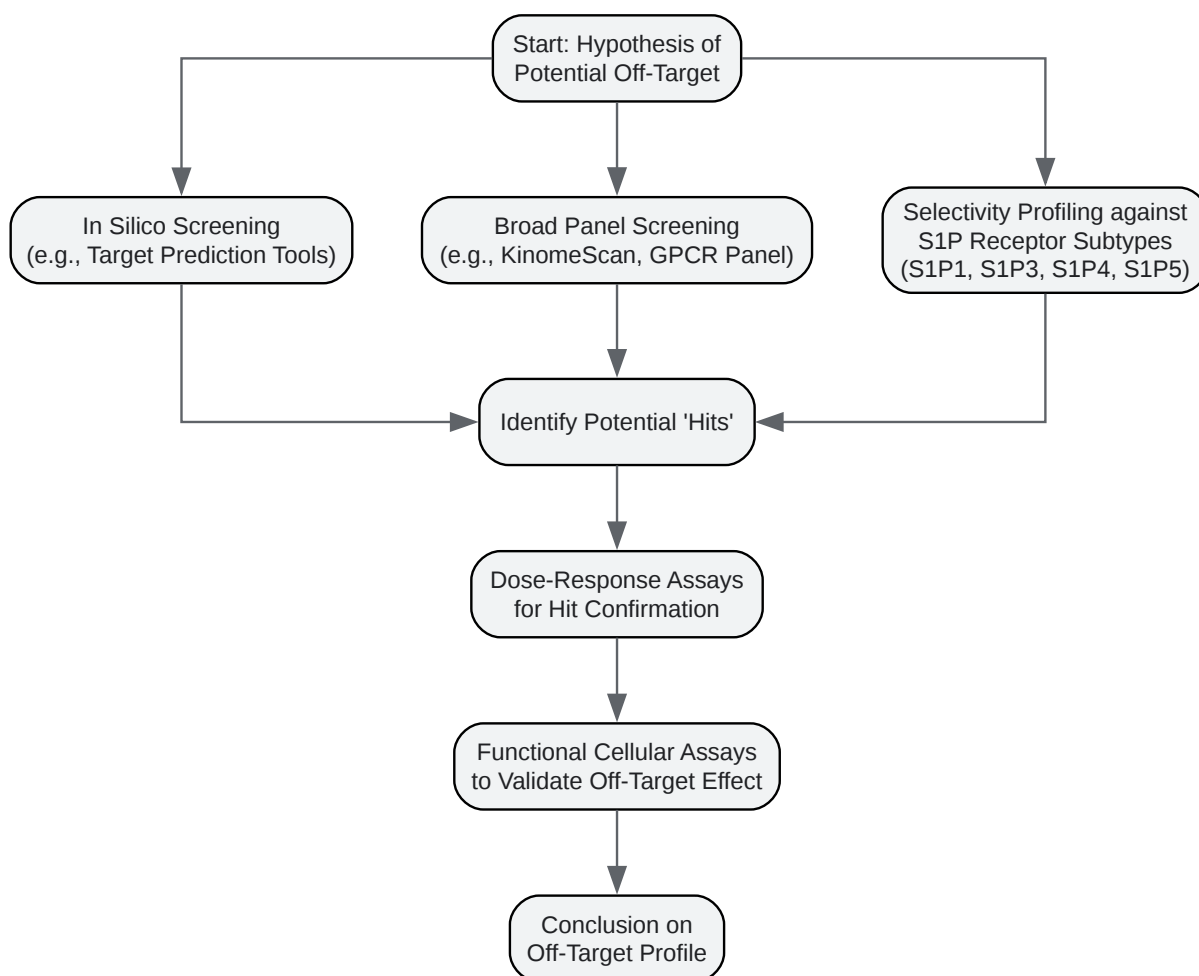 Start: Hypothesis of
Potential Off-Target
In Silico Screening
(e.g., Target Prediction Tools)
Broad Panel Screening
(e.g., KinomeScan, GPCR Panel)
Selectivity Profiling against
S1P Receptor Subtypes
(S1P1, S1P3, S1P4, S1P5)
Identify Potential 'Hits'
Dose-Response Assays
for Hit Confirmation
Functional Cellular Assays
to Validate Off-Target Effect
Conclusion on
Off-Target Profile